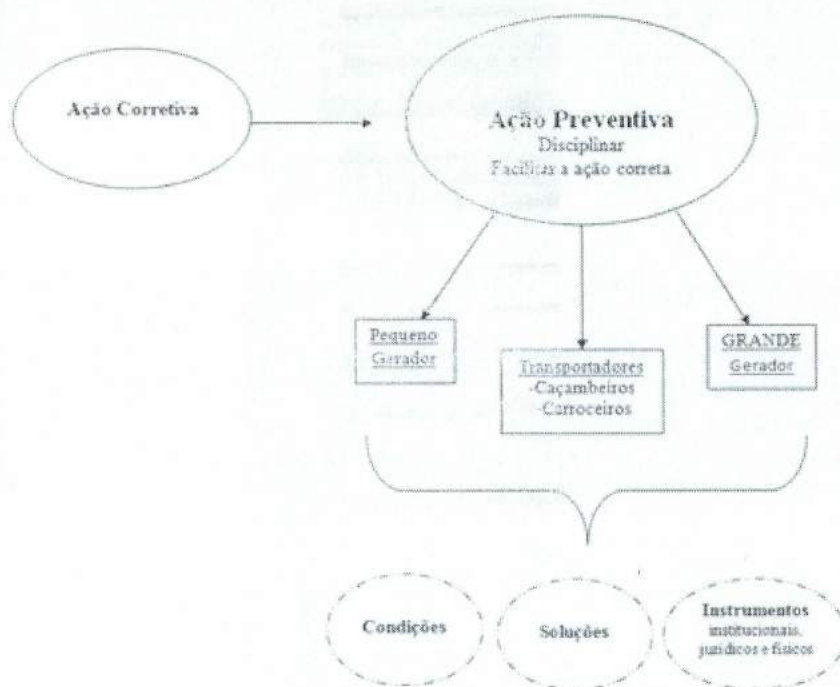 Ação Corretiva
Ação Preventiva
Disciplinar
Facilitar a ação correta
Pequeno
Gerador
Transportadores
-Caçambeiros
-Carroceiros
GRANDE
Gerador
Condições
Soluções
Instrumentos
institucionais,
jurídicos e físicos